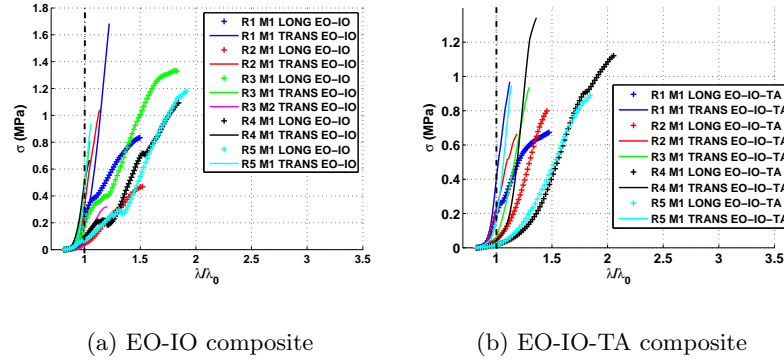 1.8
1.6
1.4
1.2
1
0.8
0.6
0.4
0.2
0
σ (MPa)
1 1.5 2 2.5 3 3.5
λ/λ0
R1 M1 LONG EO−IO
R1 M1 TRANS EO−IO
R2 M1 LONG EO−IO
R2 M1 TRANS EO−IO
R3 M1 LONG EO−IO
R3 M1 TRANS EO−IO
R3 M2 TRANS EO−IO
R4 M1 LONG EO−IO
R4 M1 TRANS EO−IO
R5 M1 LONG EO−IO
R5 M1 TRANS EO−IO
(a) EO-IO composite
1.2
1
0.8
0.6
0.4
0.2
0
σ (MPa)
1 1.5 2 2.5 3 3.5
λ/λ0
R1 M1 LONG EO−IO−TA
R1 M1 TRANS EO−IO−TA
R2 M1 LONG EO−IO−TA
R2 M1 TRANS EO−IO−TA
R3 M1 TRANS EO−IO−TA
R4 M1 LONG EO−IO−TA
R4 M1 TRANS EO−IO−TA
R5 M1 LONG EO−IO−TA
R5 M1 TRANS EO−IO−TA
(b) EO-IO-TA composite